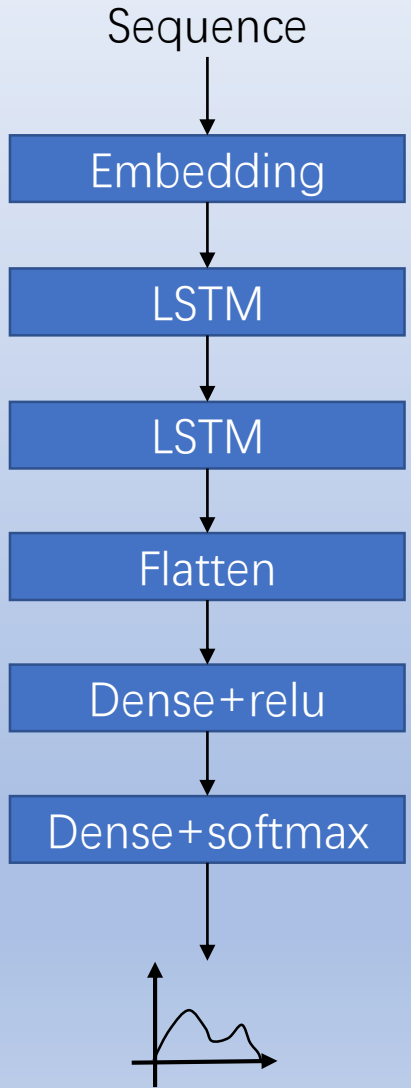 Sequence
Embedding
LSTM
LSTM
Flatten
Dense+relu
Dense+softmax